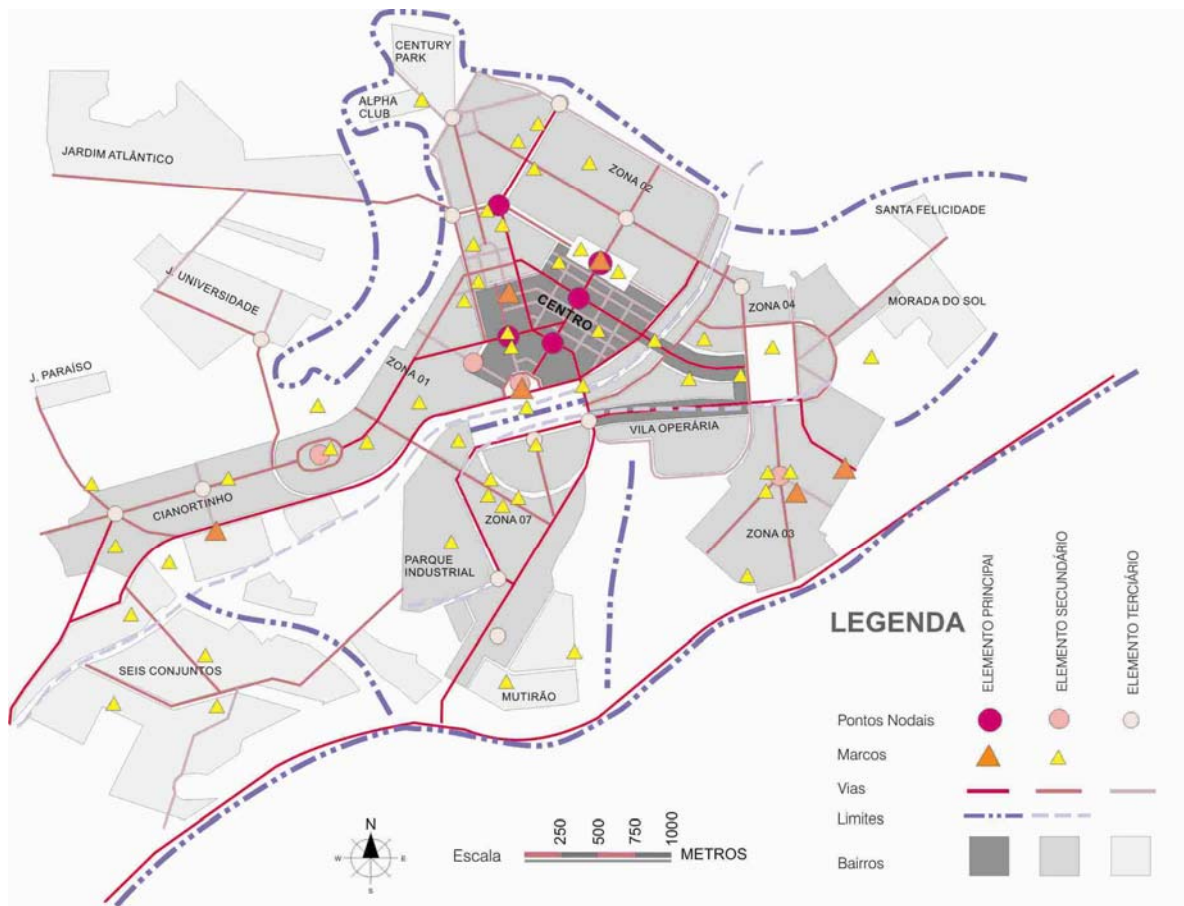 CENTURY
PARK
ALPHA
CLUB
JARDIM ATLÂNTICO
ZONA 02
SANTA FELICIDADE
J. UNIVERSIDADE
MORADA DO SOL
ZONA 04
CENTRO
J. PARAÍSO
ZONA 01
VILA OPERÁRIA
CIANORTINHO
ZONA 07
ZONA 03
PARQUE
INDUSTRIAL
SEIS CONJUNTOS
MUTIRÃO
LEGENDA
ELEMENTO PRINCIPAI
ELEMENTO SECUNDÁRIO
ELEMENTO TERCIÁRIO
Pontos Nodais
Marcos
Vias
Limites
Bairros
N
W
E
S
Escala
250
500
750
1000
METROS